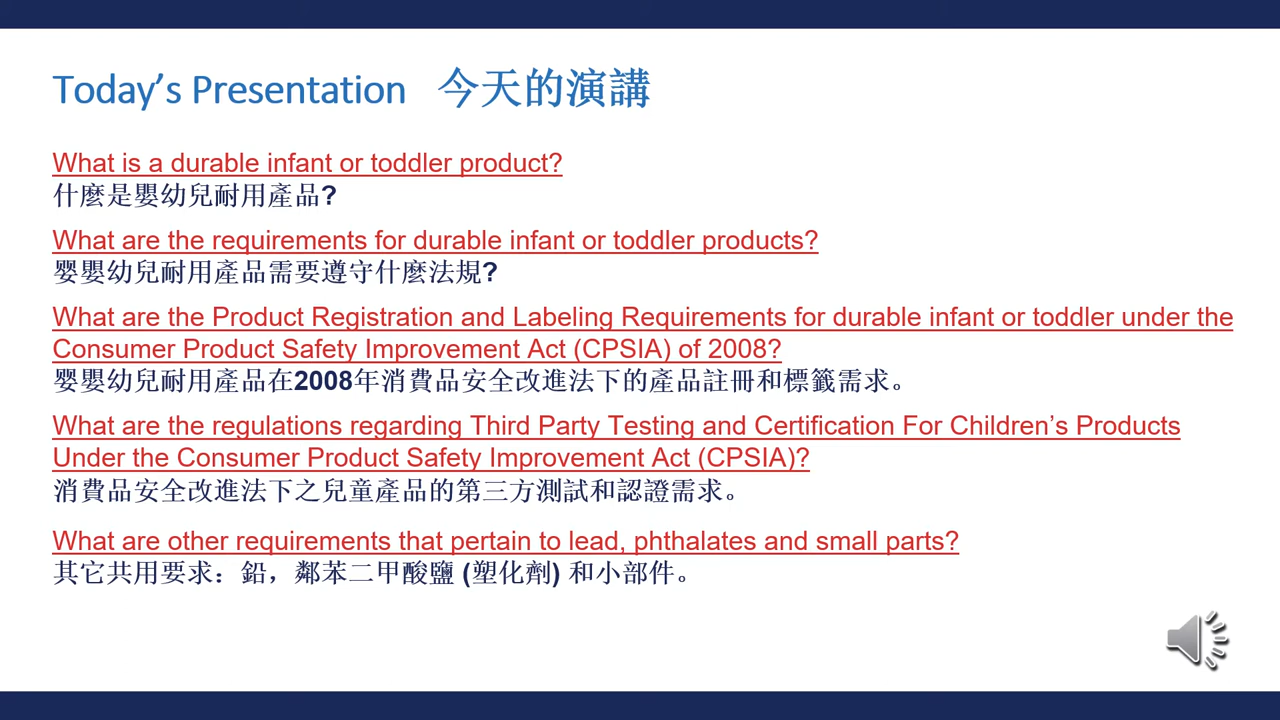 Today’s Presentation 今天的演講
What is a durable infant or toddler product?
什麼是嬰幼兒耐用產品?
What are the requirements for durable infant or toddler products?
婴嬰幼兒耐用產品需要遵守什麼法規?
What are the Product Registration and Labeling Requirements for durable infant or toddler under the
Consumer Product Safety Improvement Act (CPSIA) of 2008?
婴嬰幼兒耐用產品在2008年消費品安全改進法下的產品註冊和標籤需求。
What are the regulations regarding Third Party Testing and Certification For Children’s Products
Under the Consumer Product Safety Improvement Act (CPSIA)?
消費品安全改進法下之兒童產品的第三方測試和認證需求。
What are other requirements that pertain to lead, phthalates and small parts?
其它共用要求：鉛，鄰苯二甲酸鹽 (塑化劑) 和小部件。